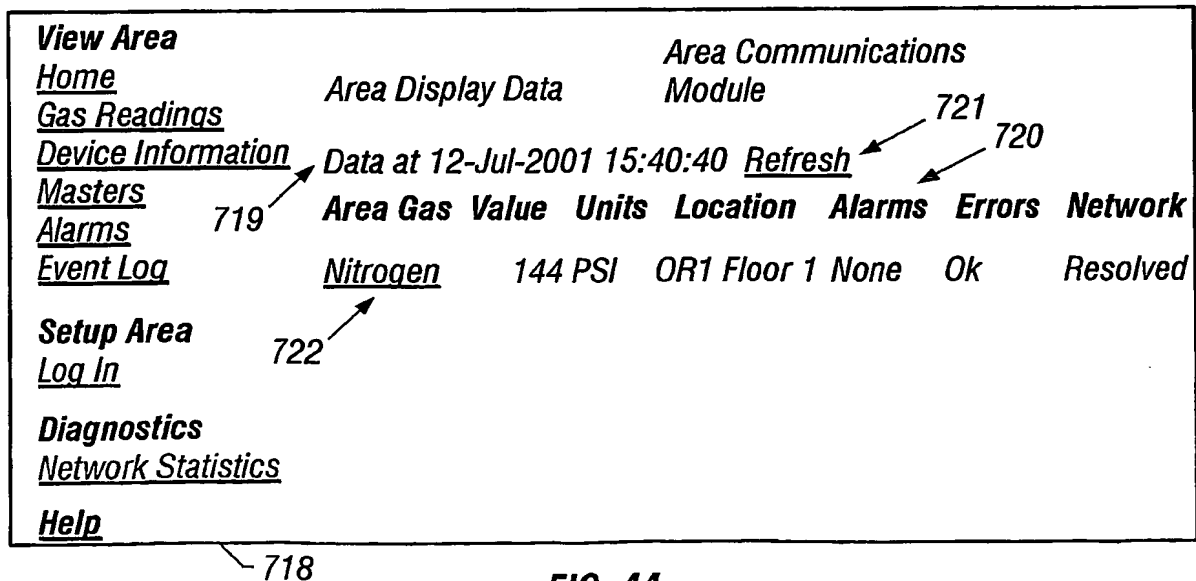 View Area
Home
Gas Readings
Device Information
Masters
Alarms
Event Log
Setup Area
Log In
Diagnostics
Network Statistics
Help
Area Display Data
Area Communications
Module
721
720
719
Data at 12-Jul-2001 15:40:40 Refresh
Area Gas Value Units Location Alarms Errors Network
Nitrogen 144 PSI OR1 Floor 1 None Ok Resolved
722
718
FIG. 44